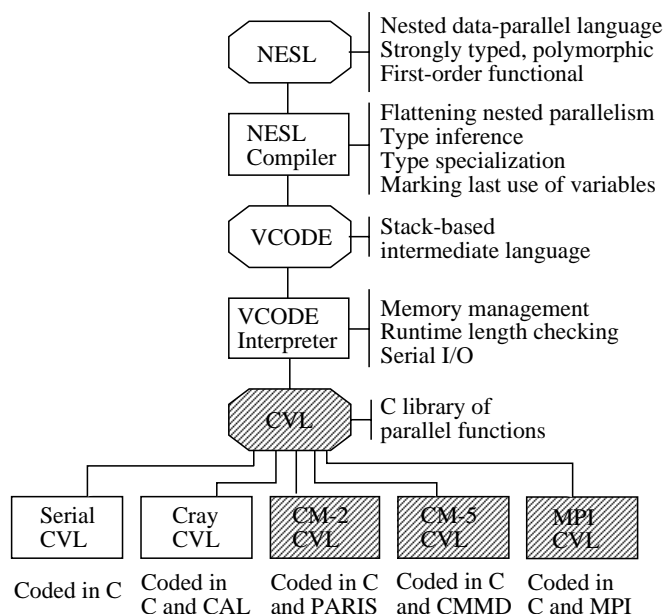 NESL
Nested data-parallel language
Strongly typed, polymorphic
First-order functional
NESL
Compiler
Flattening nested parallelism
Type inference
Type specialization
Marking last use of variables
VCODE
Stack-based
intermediate language
VCODE
Interpreter
Memory management
Runtime length checking
Serial I/O
CVL
C library of
parallel functions
Serial
CVL
Cray
CVL
CM-2
CVL
CM-5
CVL
MPI
CVL
Coded in C
Coded in
C and CAL
Coded in C
and PARIS
Coded in C
and CMMD
Coded in
C and MPI